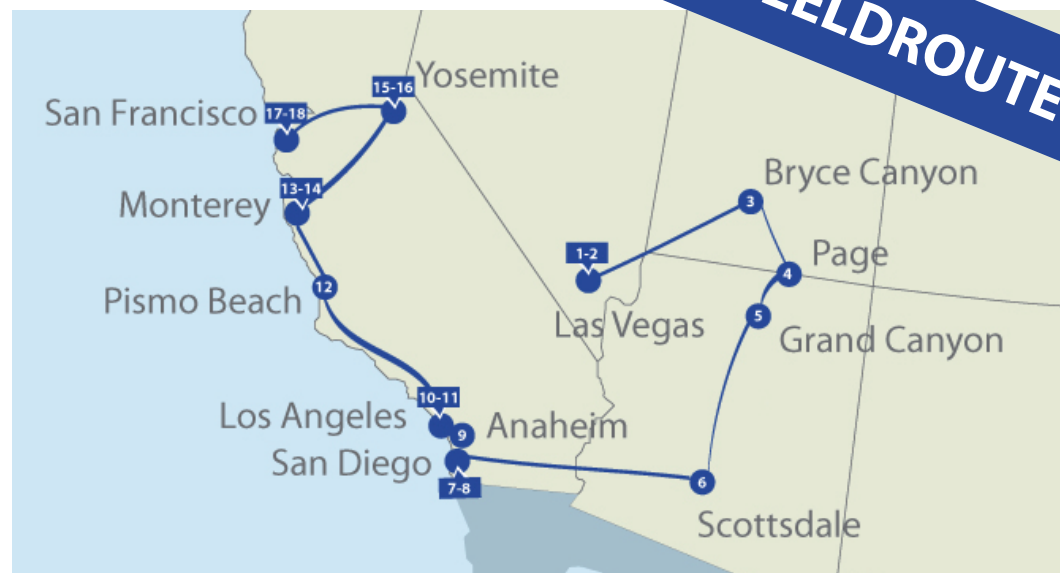 ELDROUTE
15-16
Yosemite
San Francisco
17-18
Bryce Canyon
13-14
Monterey
3
1-2
Page
4
12
Pismo Beach
5
Las Vegas
Grand Canyon
10-11
Los Angeles
9
Anaheim
San Diego
7-8
6
Scottsdale